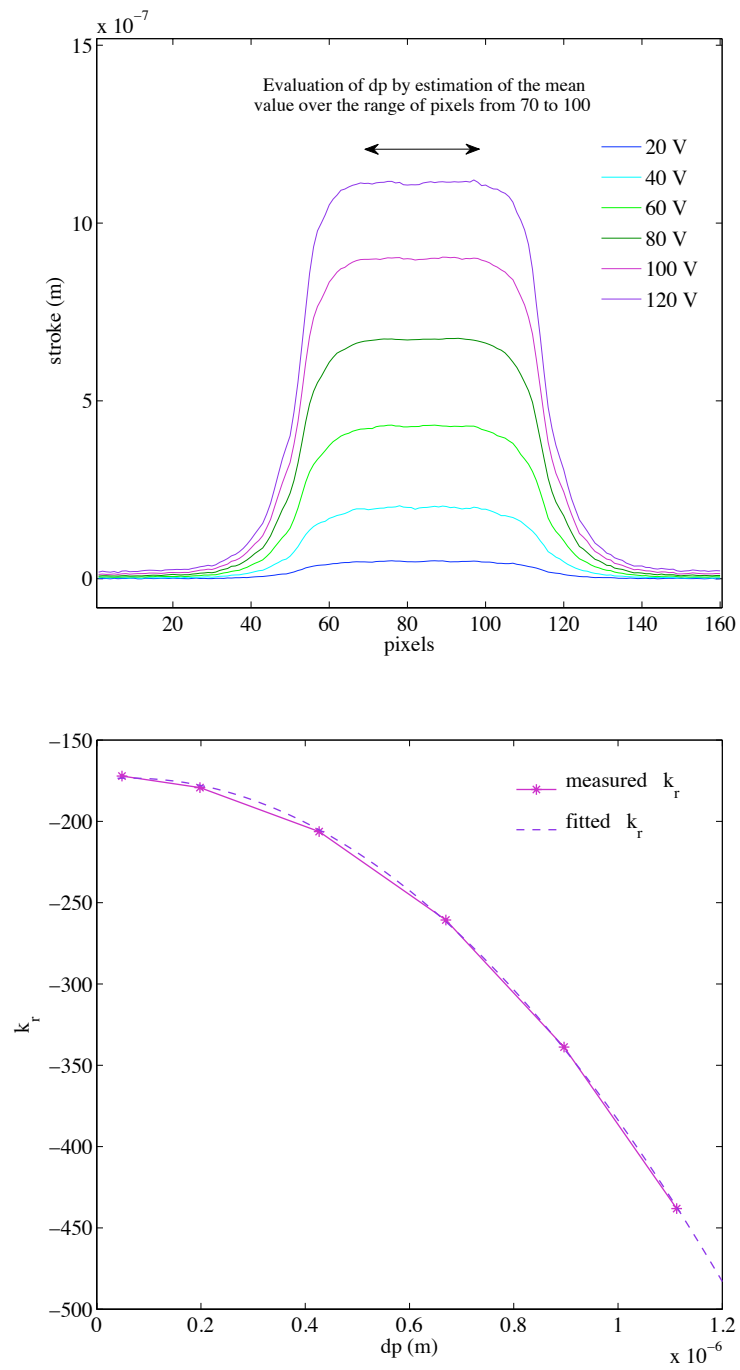 x 10⁻⁷
15
Evaluation of dp by estimation of the mean
value over the range of pixels from 70 to 100
20 V
40 V
60 V
80 V
100 V
120 V
10
5
0
stroke (m)
20 40 60 80 100 120 140 160
pixels
−150
measured k_r
fitted k_r
−200
−250
−300
−350
−400
−450
−500
k_r
0 0.2 0.4 0.6 0.8 1 1.2
dp (m)
x 10⁻⁶